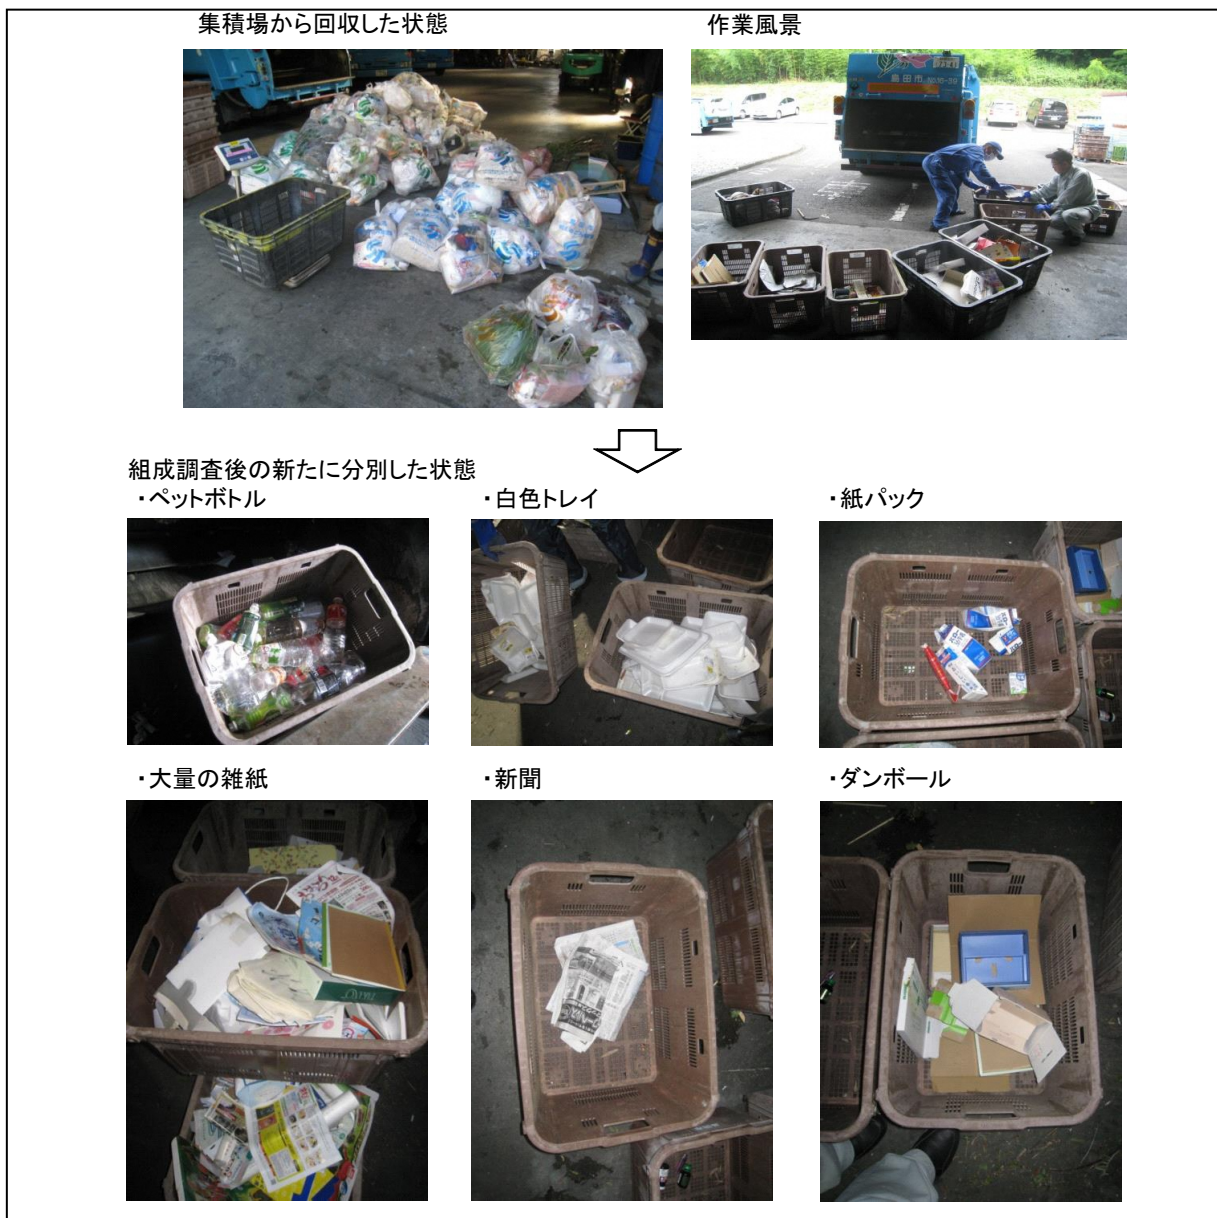 集積場から回収した状態
作業風景
島田市
組成調査後の新たに分別した状態
・ペットボトル
・白色トレイ
・紙パック
・大量の雑紙
・新聞
・ダンボール